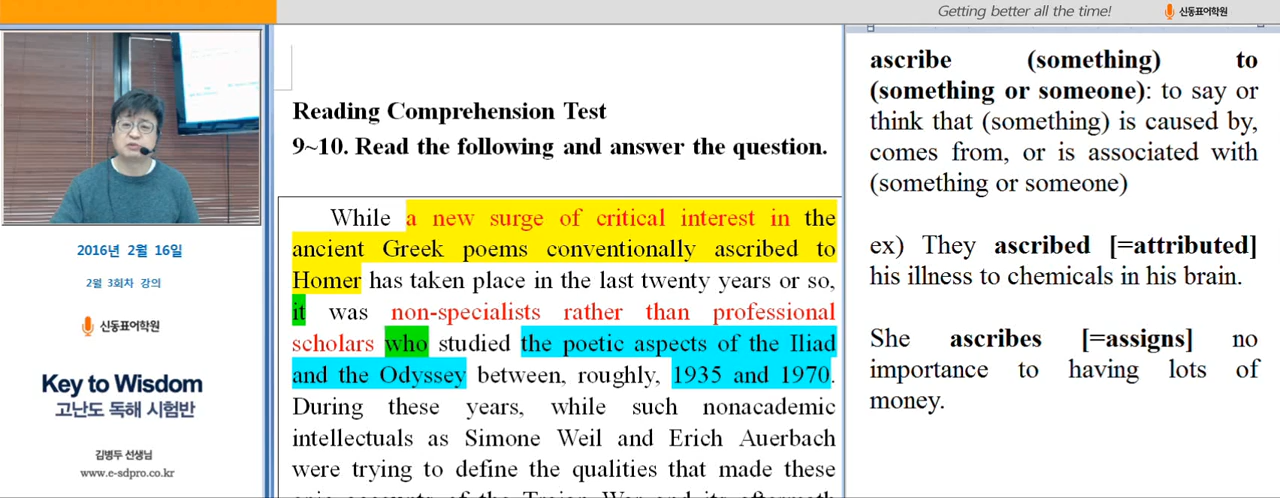 Getting better all the time!
신동표어학원
2016년 2월 16일
2월 3회차 강의
신동표어학원
Key to Wisdom
고난도 독해 시험반
김병두 선생님
www.e-sdpro.co.kr
Reading Comprehension Test
9~10. Read the following and answer the question.
While a new surge of critical interest in the
ancient Greek poems conventionally ascribed to
Homer has taken place in the last twenty years or so,
it was non-specialists rather than professional
scholars who studied the poetic aspects of the Iliad
and the Odyssey between, roughly, 1935 and 1970.
During these years, while such nonacademic
intellectuals as Simone Weil and Erich Auerbach
were trying to define the qualities that made these
epic accounts of the Trojan War and its aftermath
ascribe (something) to
(something or someone): to say or
think that (something) is caused by,
comes from, or is associated with
(something or someone)
ex) They ascribed [=attributed]
his illness to chemicals in his brain.
She ascribes [=assigns] no
importance to having lots of
money.